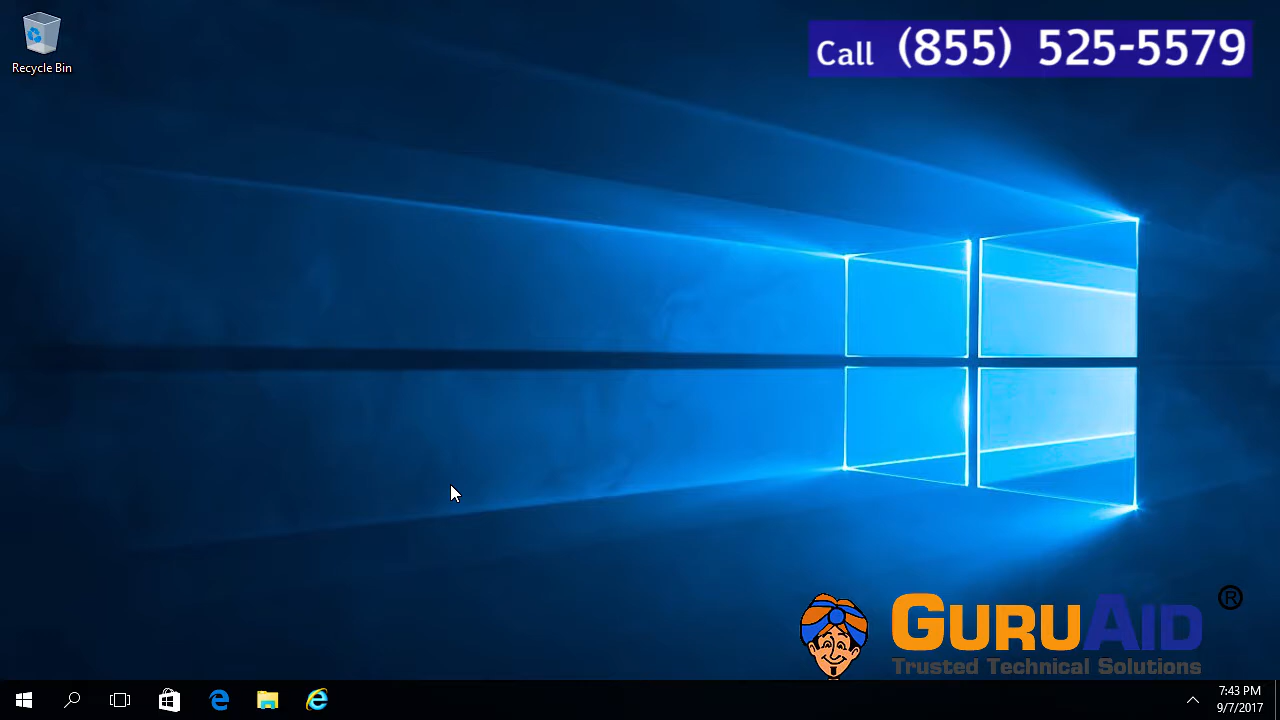 Call (855) 525-5579
Recycle Bin
GURUAID ®
Trusted Technical Solutions
7:43 PM
9/7/2017